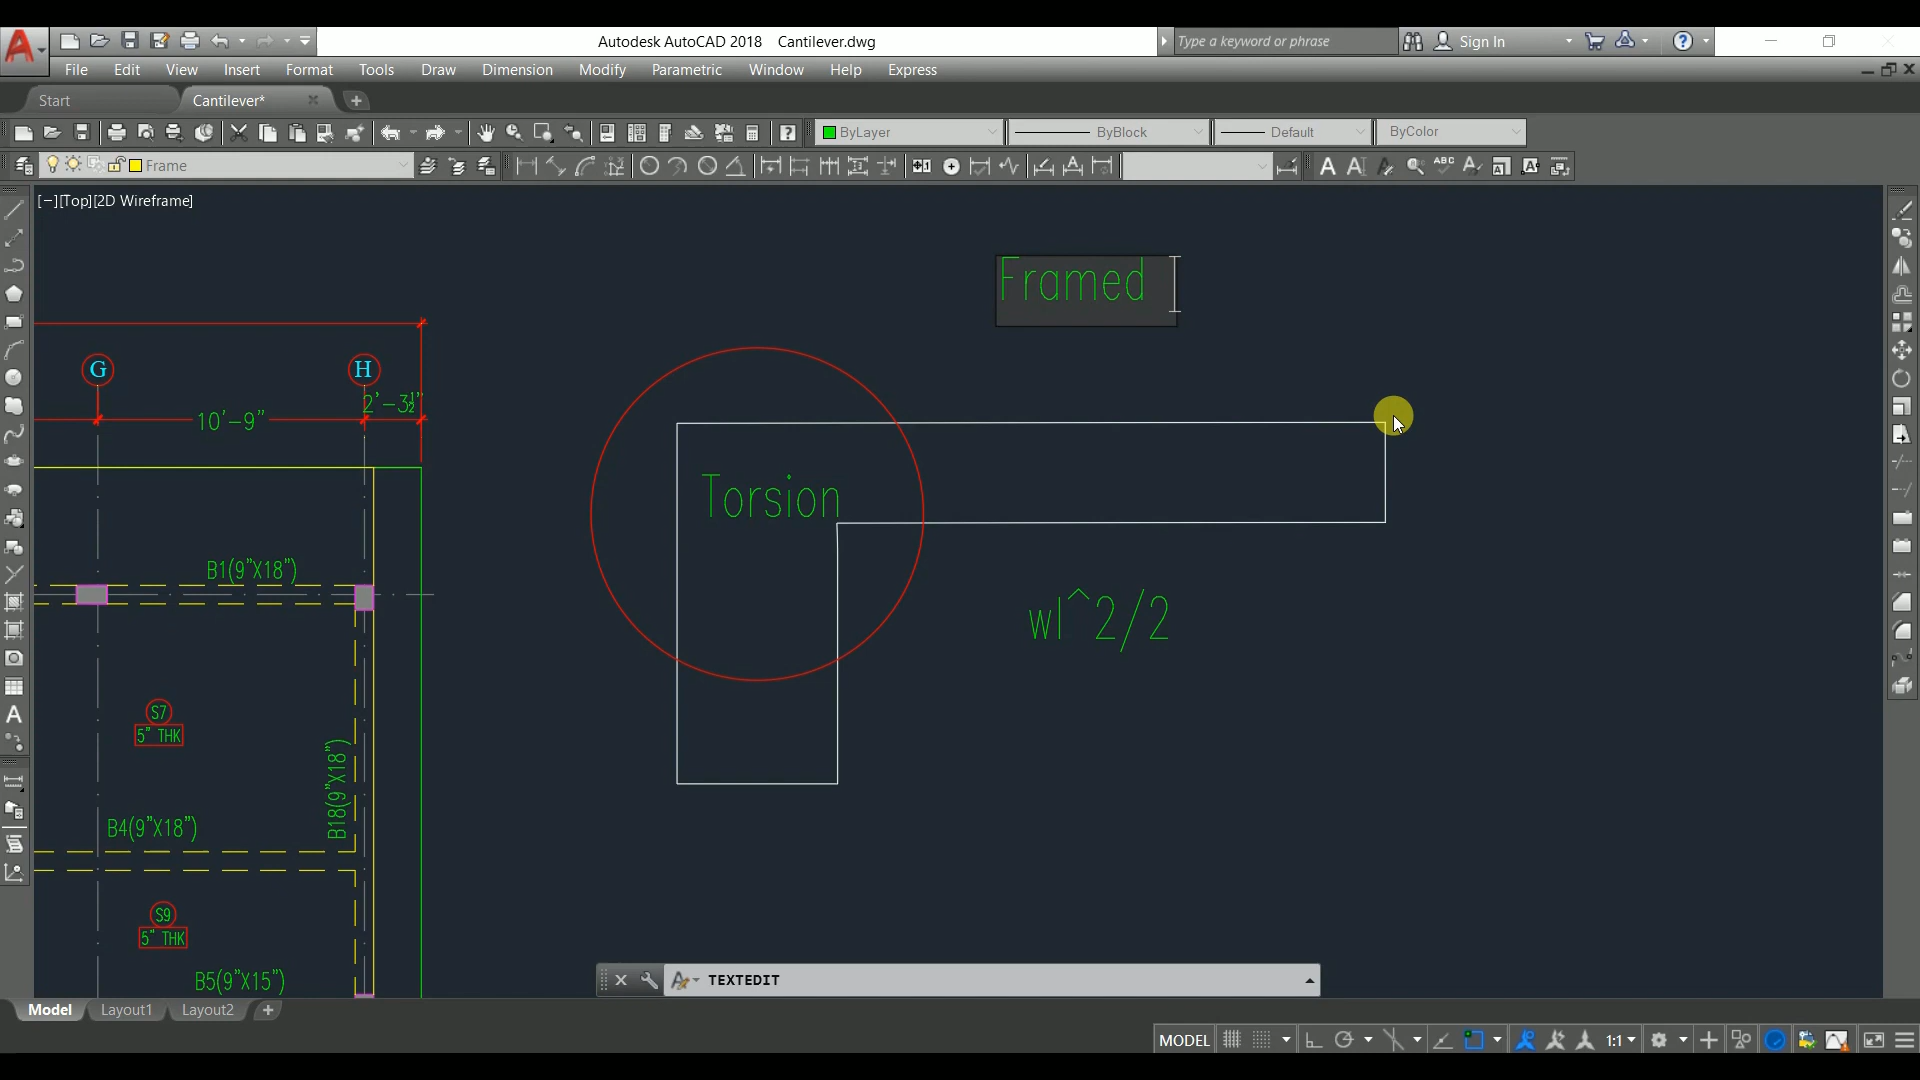 Autodesk AutoCAD 2018 Cantilever.dwg
Type a keyword or phrase
Sign In
File Edit View Insert Format Tools Draw Dimension Modify Parametric Window Help Express
Start
Cantilever*
ByLayer
ByBlock
Default
ByColor
Frame
[−][Top][2D Wireframe]
Framed
G
H
2'-3½"
10'-9"
Torsion
B1(9"X18")
wl^2/2
S7
5" THK
B18(9"X18")
B4(9"X18")
S9
5" THK
B5(9"X15")
TEXTEDIT
Model Layout1 Layout2
MODEL
1:1